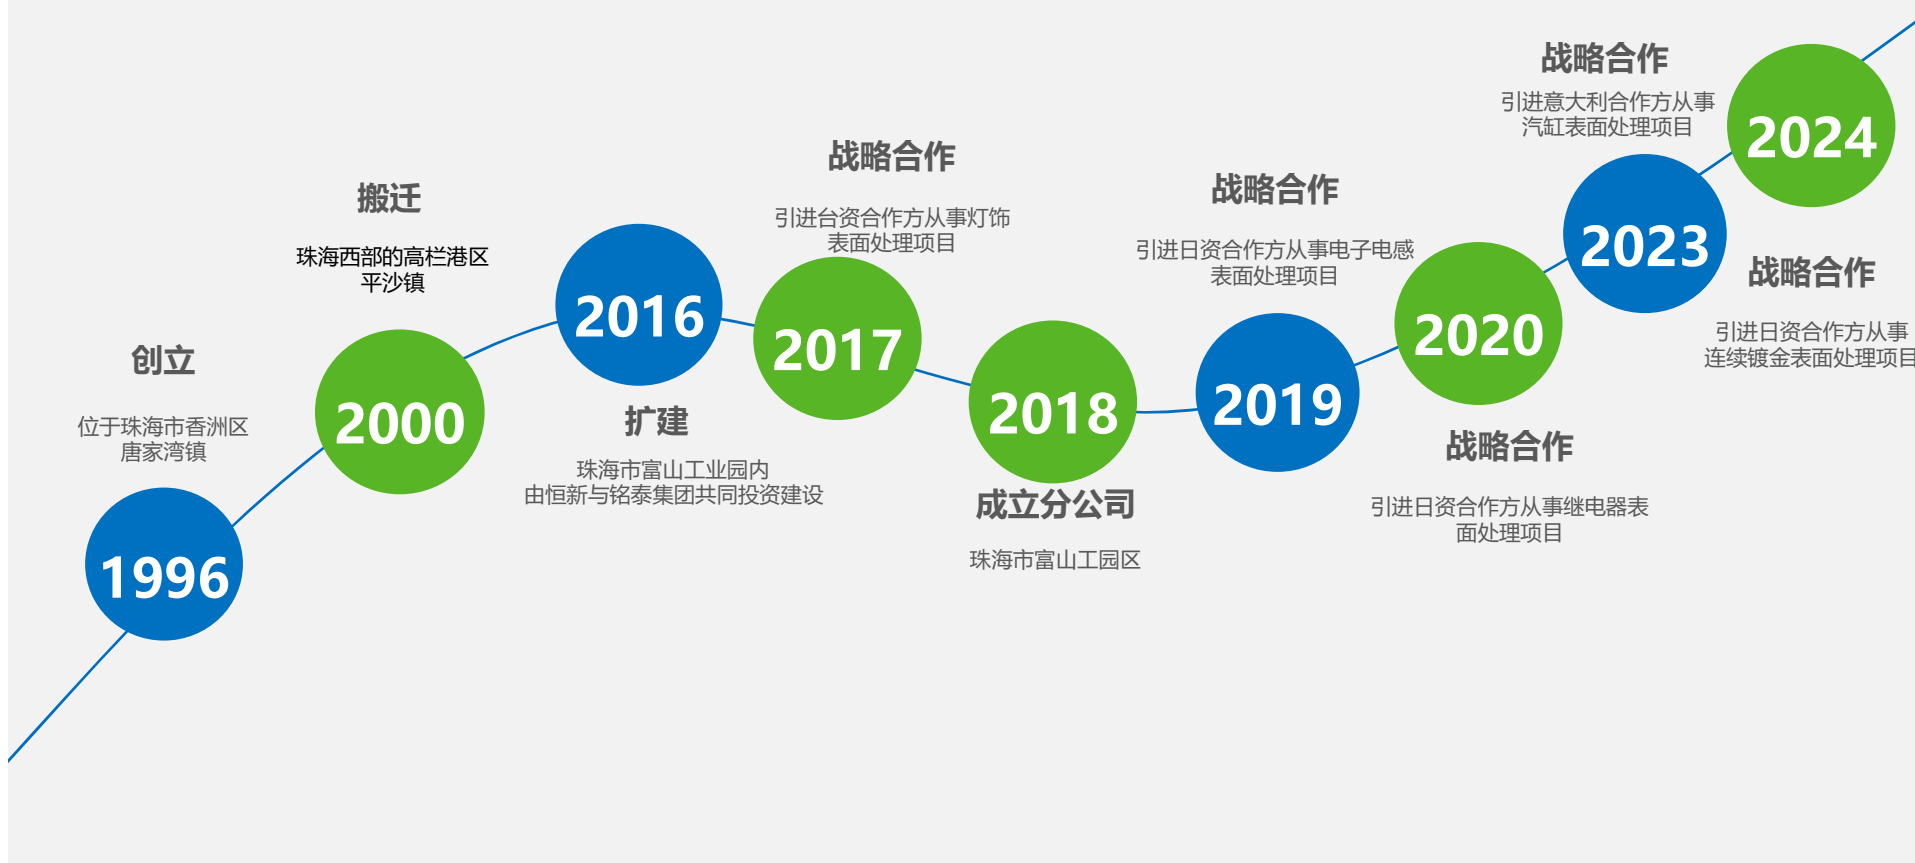 创立
位于珠海市香洲区
唐家湾镇
1996
搬迁
珠海西部的高栏港区
平沙镇
2000
2016
扩建
珠海市富山工业园内
由恒新与铭泰集团共同投资建设
战略合作
引进台资合作方从事灯饰
表面处理项目
2017
2018
成立分公司
珠海市富山工园区
战略合作
引进日资合作方从事电子电感
表面处理项目
2019
2020
战略合作
引进日资合作方从事继电器表
面处理项目
战略合作
引进意大利合作方从事
汽缸表面处理项目
2023
2024
战略合作
引进日资合作方从事
连续镀金表面处理项目